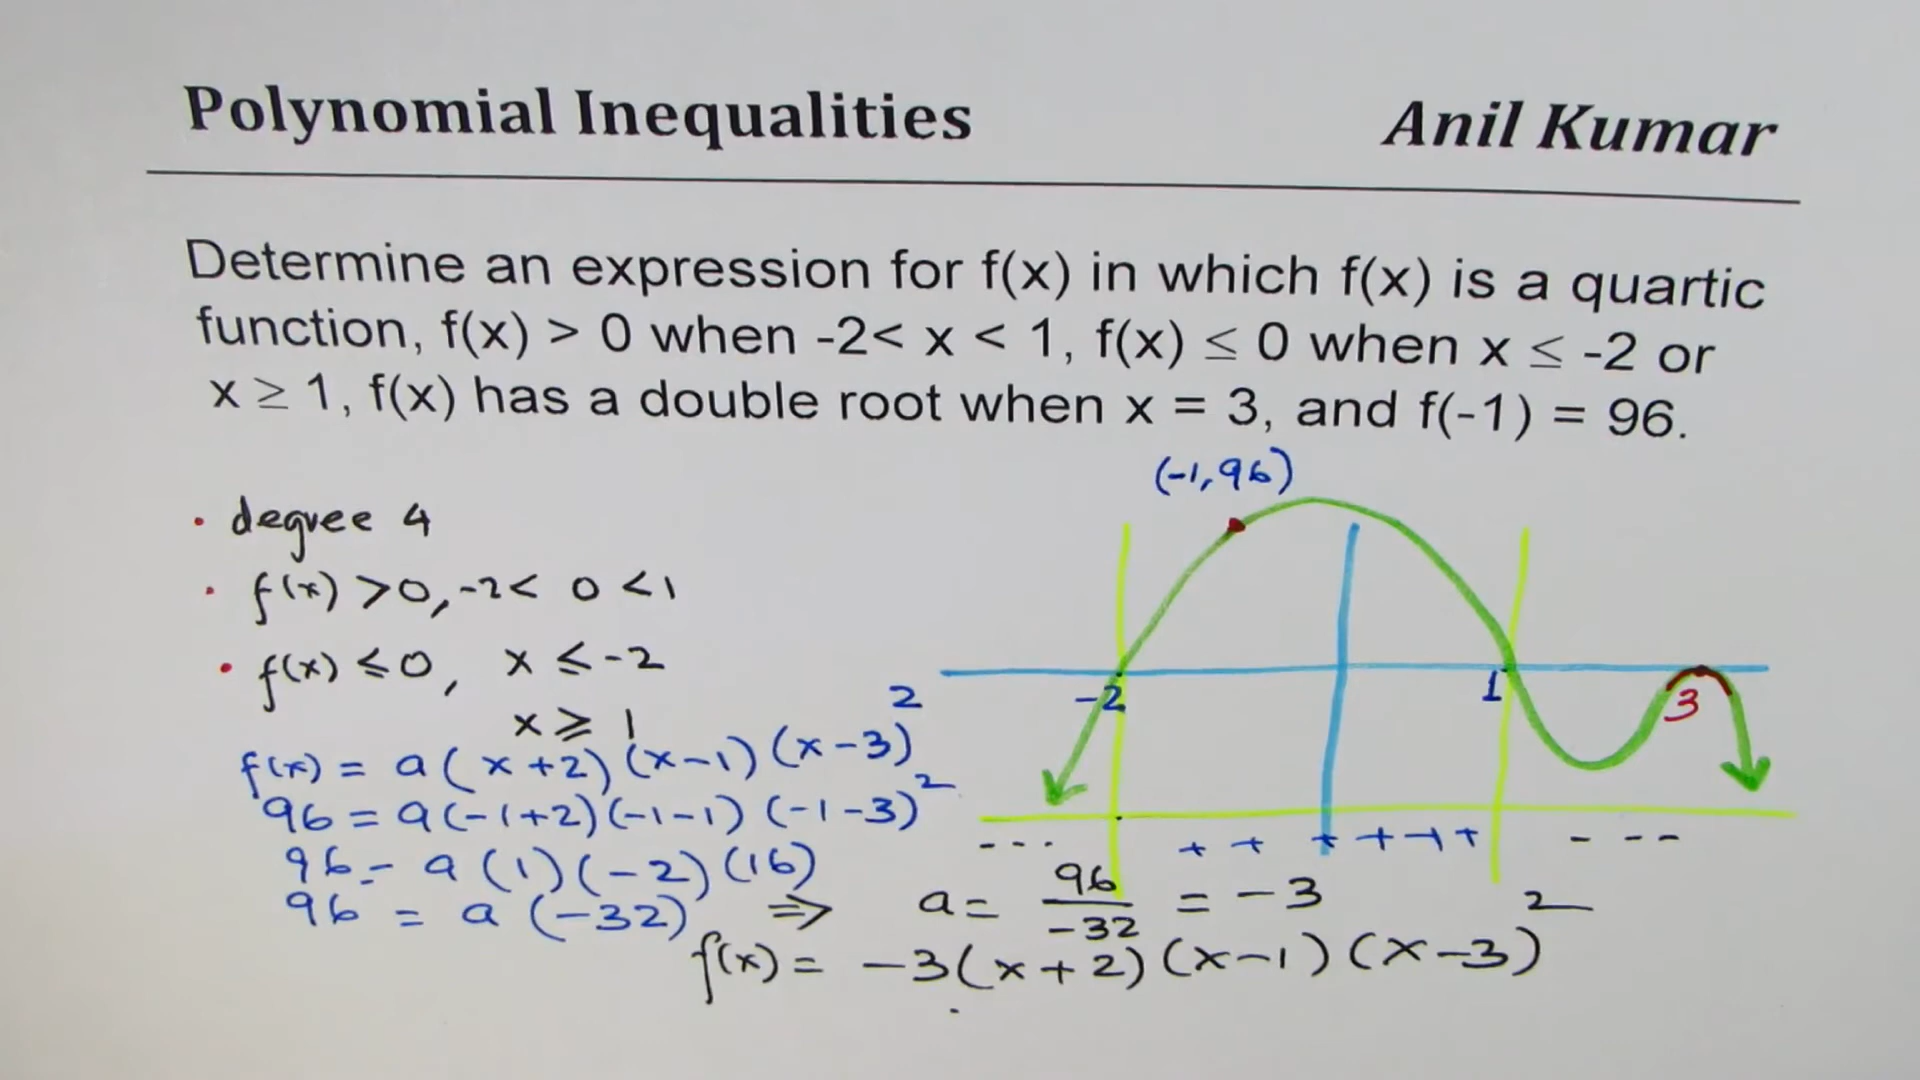 Polynomial Inequalities Anil Kumar
Determine an expression for f(x) in which f(x) is a quartic
function, f(x) > 0 when -2< x < 1, f(x) ≤ 0 when x ≤ -2 or
x ≥ 1, f(x) has a double root when x = 3, and f(-1) = 96.
(-1, 96)
• degree 4
• f(x) >0, -2< 0 <1
• f(x) ≤0, x ≤ -2
x ≥ 1
-2 1 3
f(x) = a(x+2)(x-1)(x-3)²
96 = a(-1+2)(-1-1)(-1-3)²
--- + + + + + + - - -
96 = a(1)(-2)(16)
96 = a(-32) ⇒ a = 96/-32 = -3
f(x) = -3(x+2)(x-1)(x-3)²